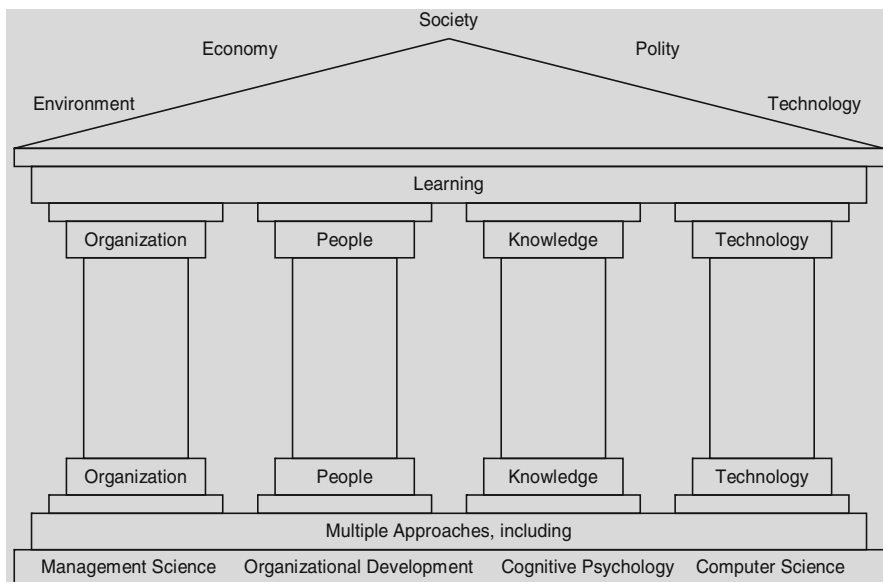 Society
Economy Polity
Environment Technology
Learning
Organization People Knowledge Technology
Organization People Knowledge Technology
Multiple Approaches, including
Management Science Organizational Development Cognitive Psychology Computer Science